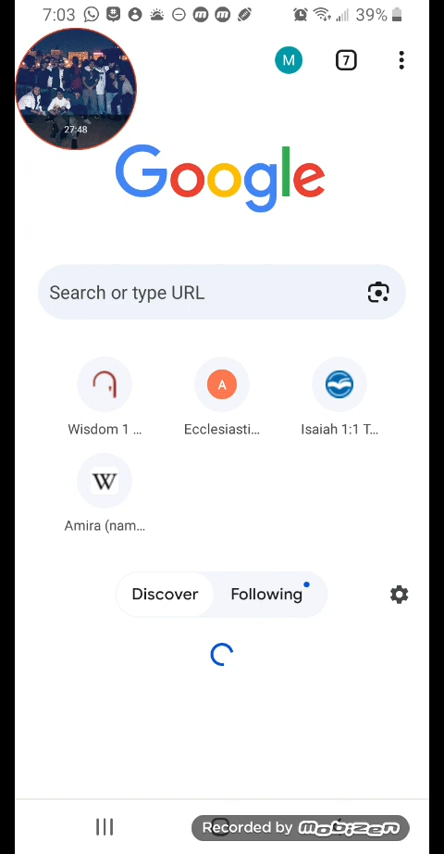 7:03 39%
27:48
M 7
Google
Search or type URL
Wisdom 1 ... Ecclesiasti... Isaiah 1:1 T...
A
W
Amira (nam...
Discover Following
Recorded by mobizen